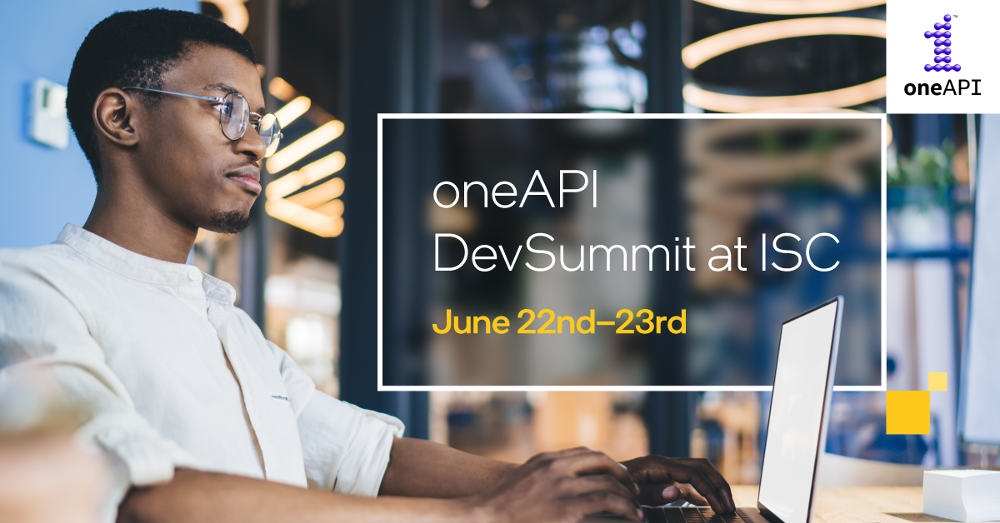 oneAPI
oneAPI
DevSummit at ISC
June 22nd–23rd